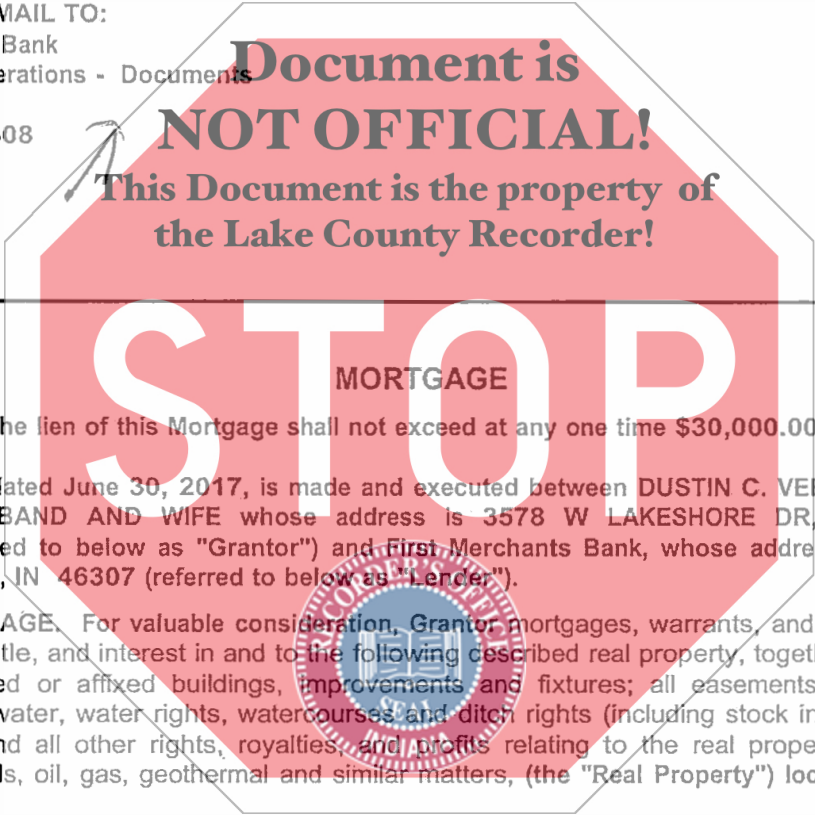 MAIL TO:
Bank
erations - Documents
08
Document is
NOT OFFICIAL!
This Document is the property of
the Lake County Recorder!
STOP
MORTGAGE
he lien of this Mortgage shall not exceed at any one time $30,000.00
ated June 30, 2017, is made and executed between DUSTIN C. VE
BAND AND WIFE whose address is 3578 W LAKESHORE DR,
ed to below as "Grantor") and First Merchants Bank, whose addre
, IN 46307 (referred to below as "Lender").
AGE. For valuable consideration, Grantor mortgages, warrants, and
tle, and interest in and to the following described real property, toget
ed or affixed buildings, improvements and fixtures; all easements
water, water rights, watercourses and ditch rights (including stock in
nd all other rights, royalties, and profits relating to the real prope
s, oil, gas, geothermal and similar matters, (the "Real Property") loc
RECORDER'S OFFICE
SEAL
INDIANA